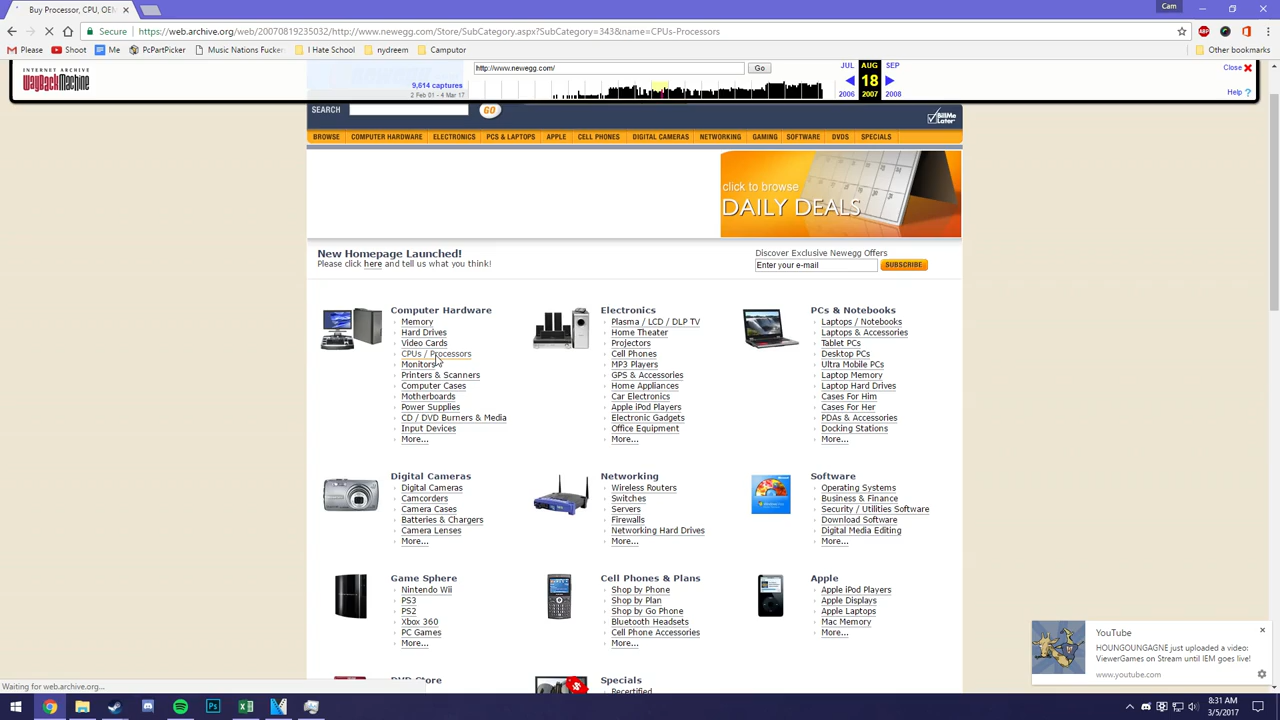 Buy Processor, CPU, OEM
Cam
Secure
https://web.archive.org/web/20070819235032/http://www.newegg.com/Store/SubCategory.aspx?SubCategory=343&name=CPUs-Processors
Please Sough Me PcPartPicker Music Nations Fucker I Hate School nydreem Camputor Other bookmarks
INTERNET ARCHIVE
WayBackMachine
http://www.newegg.com/ Go
9,614 captures
2 Feb 01 - 4 Mar 17
JUL AUG SEP
18
2006 2007 2008
Close
Help ?
SEARCH GO
BillMeLater
BROWSE COMPUTER HARDWARE ELECTRONICS PCS & LAPTOPS APPLE CELL PHONES DIGITAL CAMERAS NETWORKING GAMING SOFTWARE DVDS SPECIALS
click to browse
DAILY DEALS
New Homepage Launched!
Please click here and tell us what you think!
Discover Exclusive Newegg Offers
Enter your e-mail SUBSCRIBE
Computer Hardware
Memory
Hard Drives
Video Cards
CPUs / Processors
Monitors
Printers & Scanners
Computer Cases
Motherboards
Power Supplies
CD / DVD Burners & Media
Input Devices
More...
Electronics
Plasma / LCD / DLP TV
Home Theater
Projectors
Cell Phones
MP3 Players
GPS & Accessories
Home Appliances
Car Electronics
Apple iPod Players
Electronic Gadgets
Office Equipment
More...
PCs & Notebooks
Laptops / Notebooks
Laptops & Accessories
Tablet PCs
Desktop PCs
Ultra Mobile PCs
Laptop Memory
Laptop Hard Drives
Cases For Him
Cases For Her
PDAs & Accessories
Docking Stations
More...
Digital Cameras
Digital Cameras
Camcorders
Camera Cases
Batteries & Chargers
Camera Lenses
More...
Networking
Wireless Routers
Switches
Servers
Firewalls
Networking Hard Drives
More...
Software
Operating Systems
Business & Finance
Security / Utilities Software
Download Software
Digital Media Editing
More...
Game Sphere
Nintendo Wii
PS3
PS2
Xbox 360
PC Games
More...
Cell Phones & Plans
Shop by Phone
Shop by Plan
Shop by Go Phone
Bluetooth Headsets
Cell Phone Accessories
More...
Apple
Apple iPod Players
Apple Displays
Apple Laptops
Mac Memory
More...
DVD Store
Specials
Recertified
YouTube
HOUNGOUNGAGNE just uploaded a video:
ViewerGames on Stream until IEM goes live!
www.youtube.com
Waiting for web.archive.org...
8:31 AM
3/5/2017